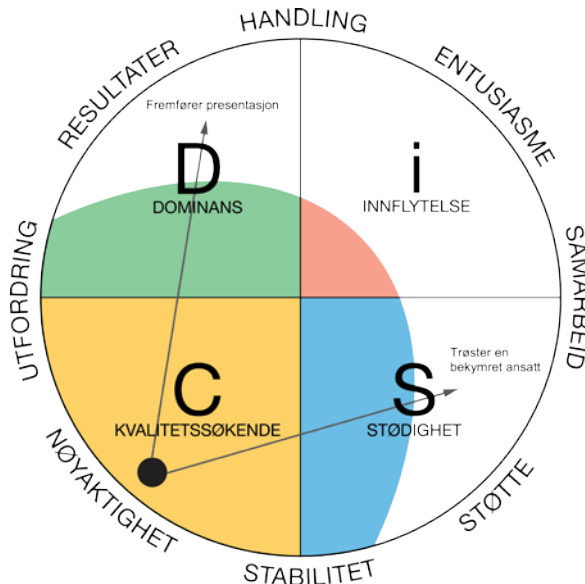 HANDLING
RESULTATER
ENTUSIASME
Fremfører presentasjon
D
DOMINANS
i
INNFLYTELSE
UTFORDRING
SAMARBEID
Trøster en
bekymret ansatt
C
KVALITETSSØKENDE
S
STØDIGHET
NØYAKTIGHET
STØTTE
STABILITET